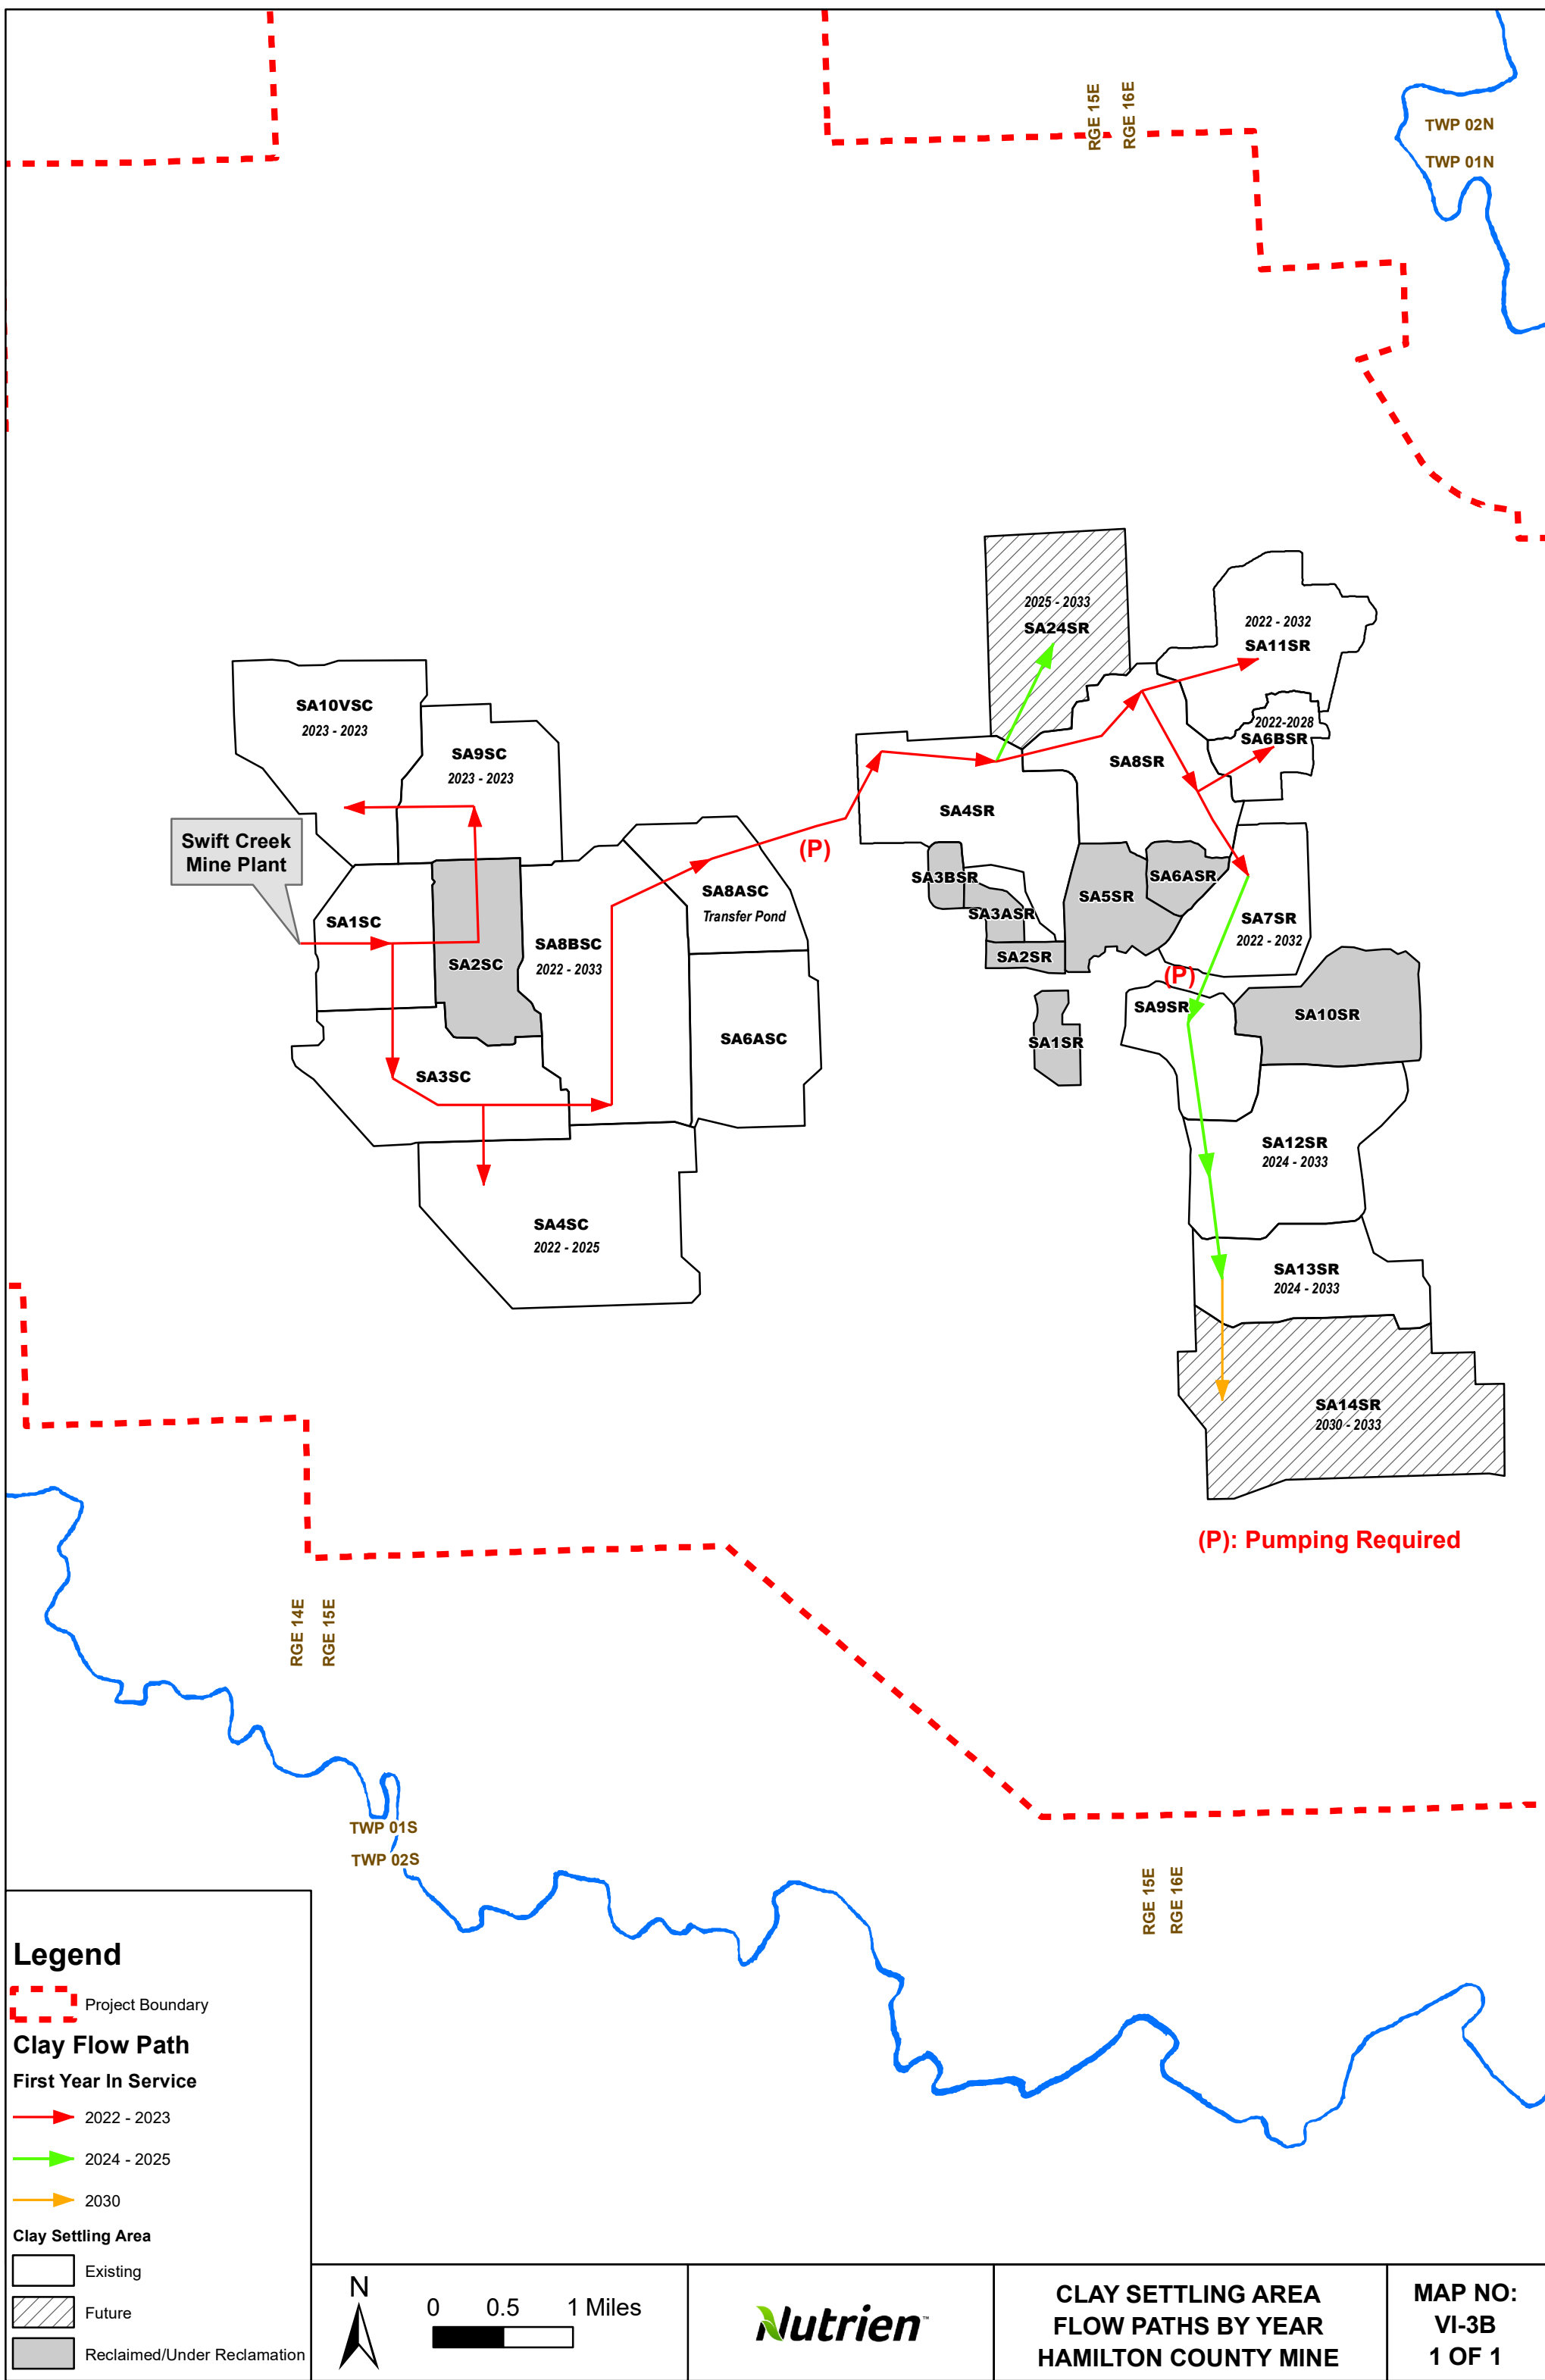 RGE 15E
RGE 16E
TWP 02N
TWP 01N
2025 - 2033
SA24SR
2022 - 2032
SA11SR
2022-2028
SA6BSR
SA10VSC
2023 - 2023
SA9SC
2023 - 2023
SA8SR
SA4SR
Swift Creek
Mine Plant
(P)
SA3BSR
SA6ASR
SA8ASC
Transfer Pond
SA5SR
SA3ASR
SA1SC
SA7SR
2022 - 2032
SA8BSC
2022 - 2033
SA2SC
SA2SR
(P)
SA9SR
SA10SR
SA6ASC
SA1SR
SA3SC
SA12SR
2024 - 2033
SA4SC
2022 - 2025
SA13SR
2024 - 2033
SA14SR
2030 - 2033
(P): Pumping Required
RGE 14E
RGE 15E
TWP 01S
TWP 02S
RGE 15E
RGE 16E
Legend
Project Boundary
Clay Flow Path
First Year In Service
2022 - 2023
2024 - 2025
2030
Clay Settling Area
Existing
Future
Reclaimed/Under Reclamation
N
0 0.5 1 Miles
Nutrien™
CLAY SETTLING AREA
FLOW PATHS BY YEAR
HAMILTON COUNTY MINE
MAP NO:
VI-3B
1 OF 1